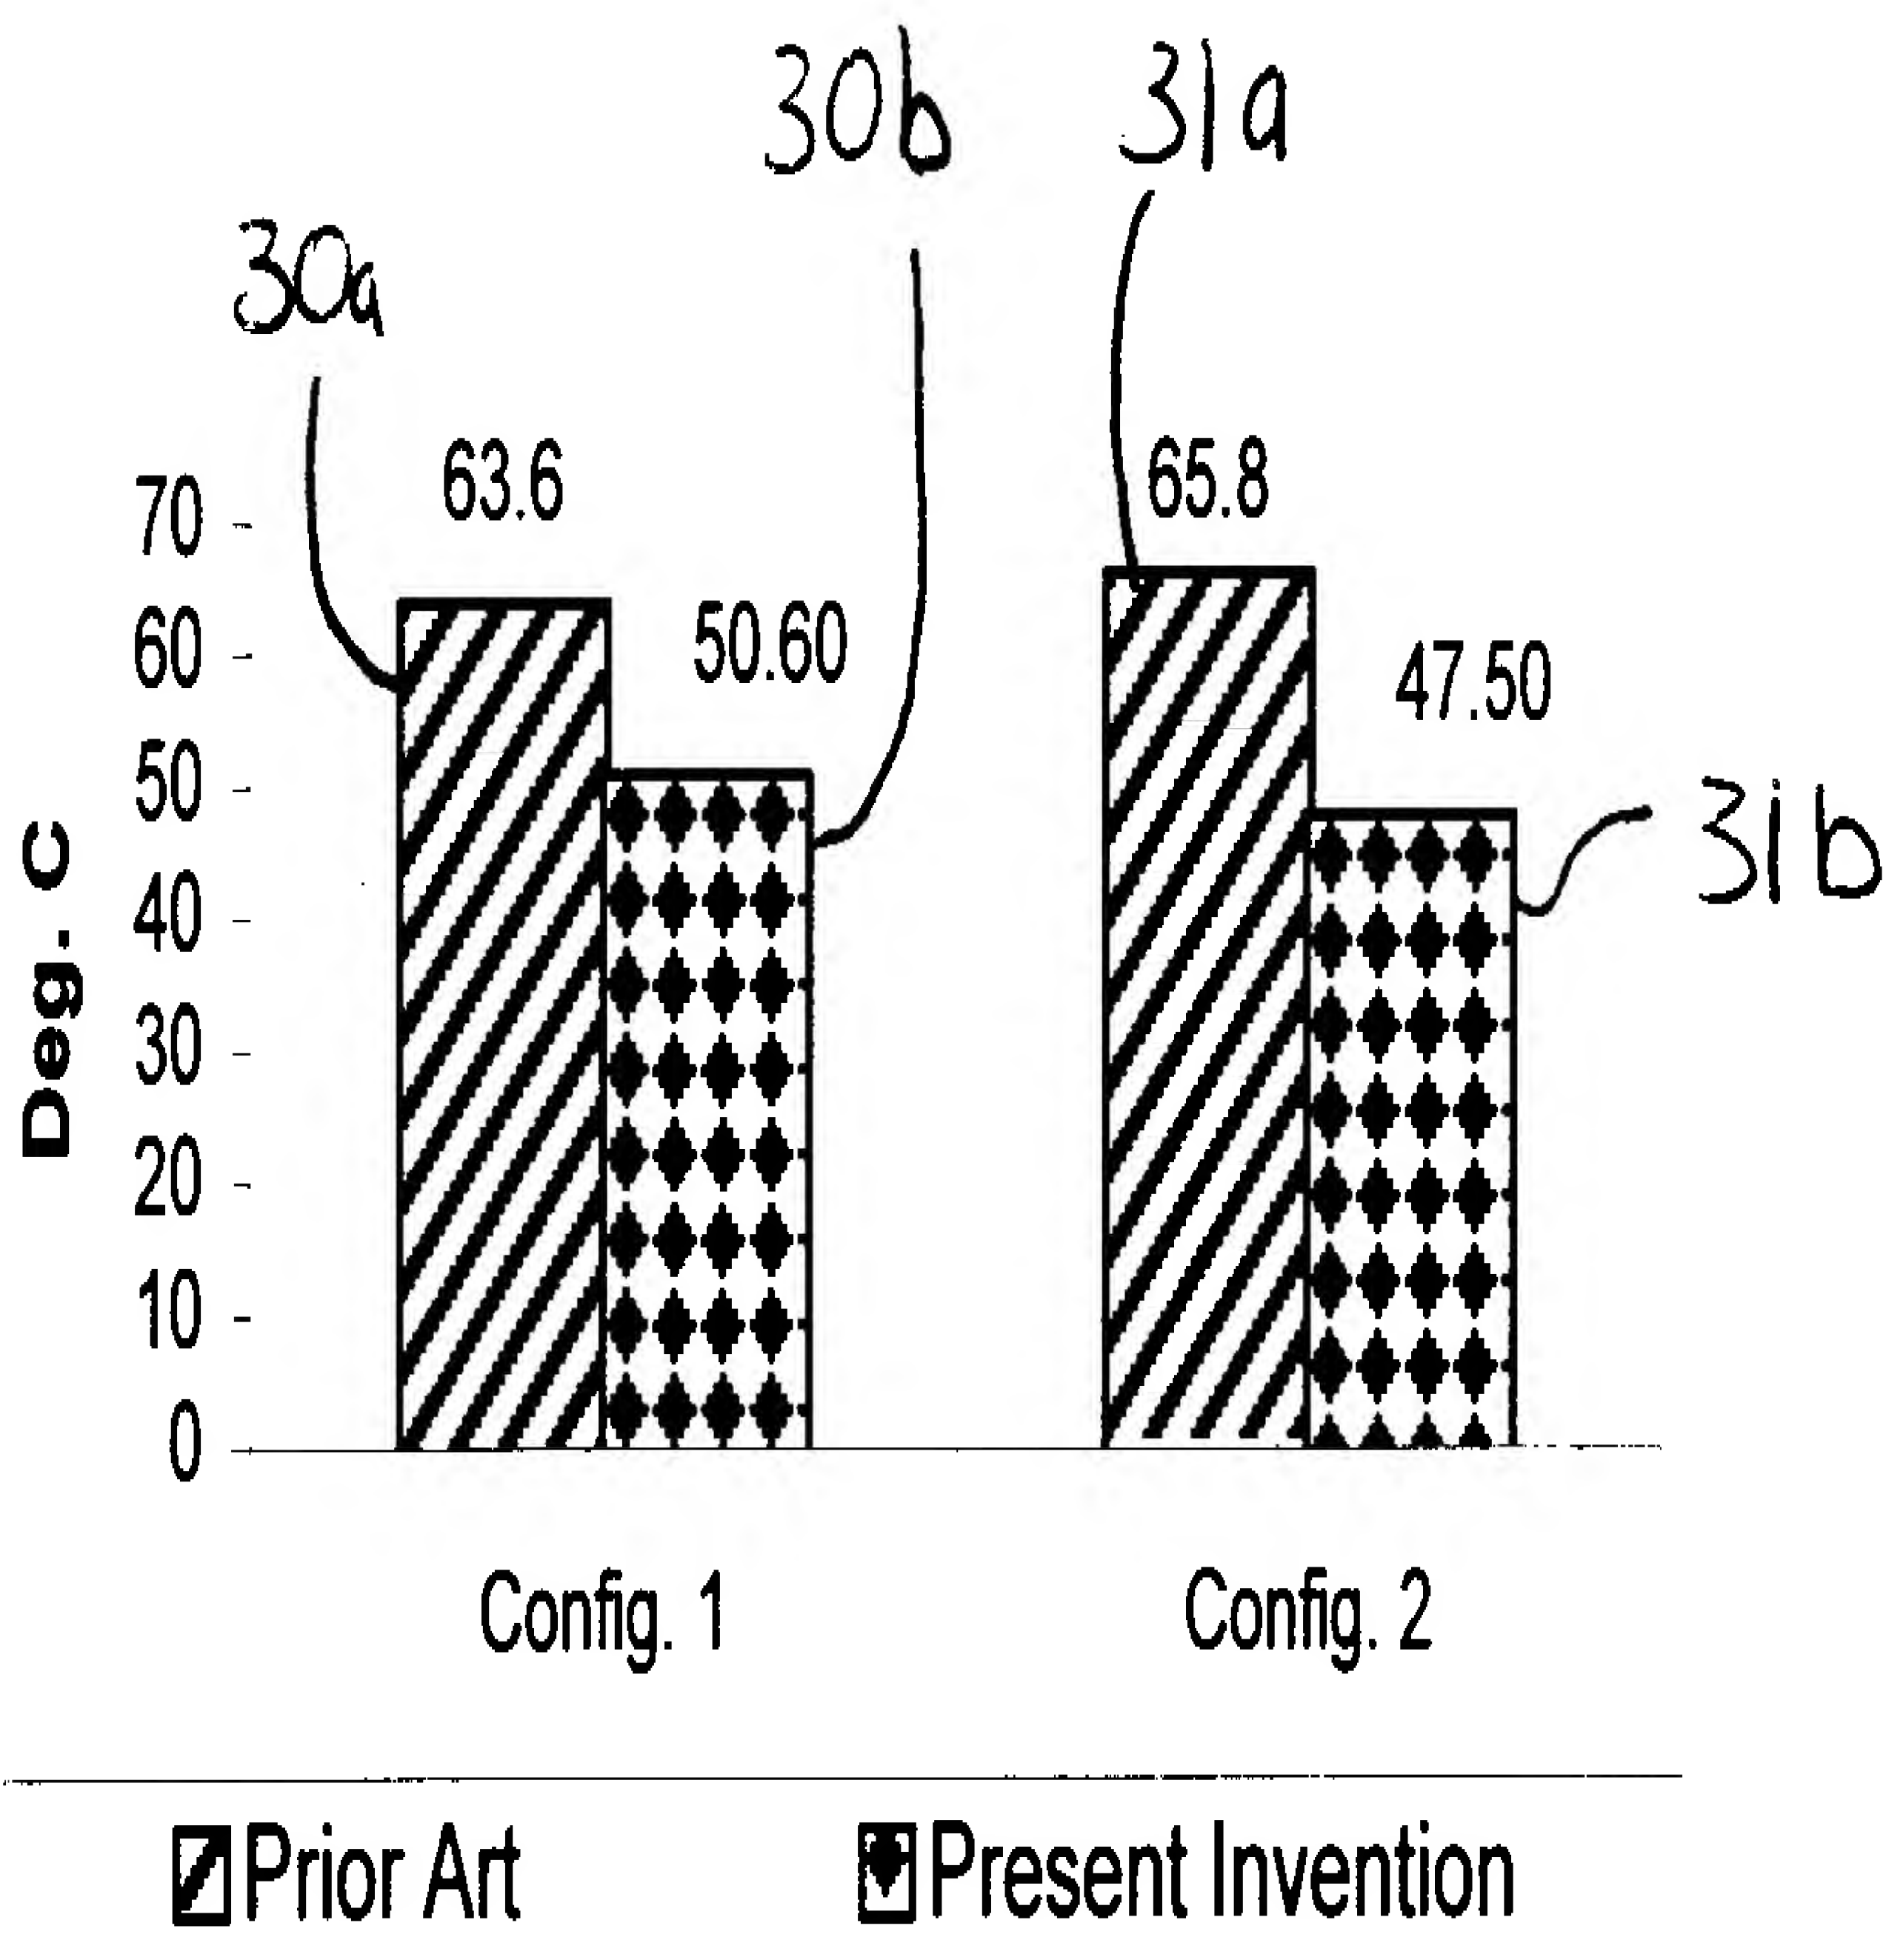 30b 31a
30a
63.6 65.8
70
60 50.60 47.50
50
31b
40
30
20
10
0
Deg. C
Config. 1 Config. 2
Prior Art Present Invention